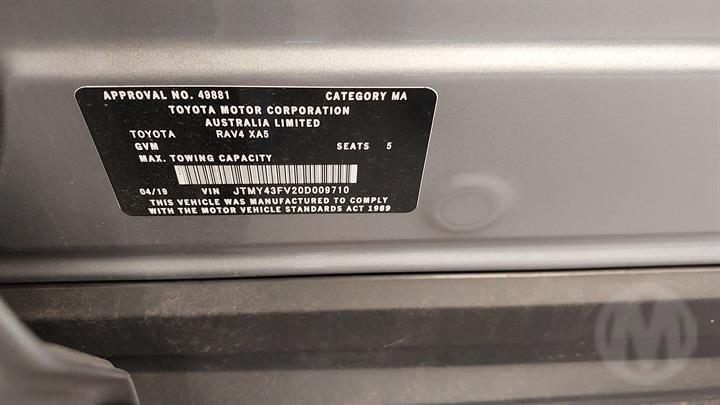 APPROVAL NO. 49881 CATEGORY MA
TOYOTA MOTOR CORPORATION
AUSTRALIA LIMITED
TOYOTA RAV4 XA5
GVM SEATS 5
MAX. TOWING CAPACITY
04/19 VIN JTMY43FV20D009710
THIS VEHICLE WAS MANUFACTURED TO COMPLY
WITH THE MOTOR VEHICLE STANDARDS ACT 1989
M